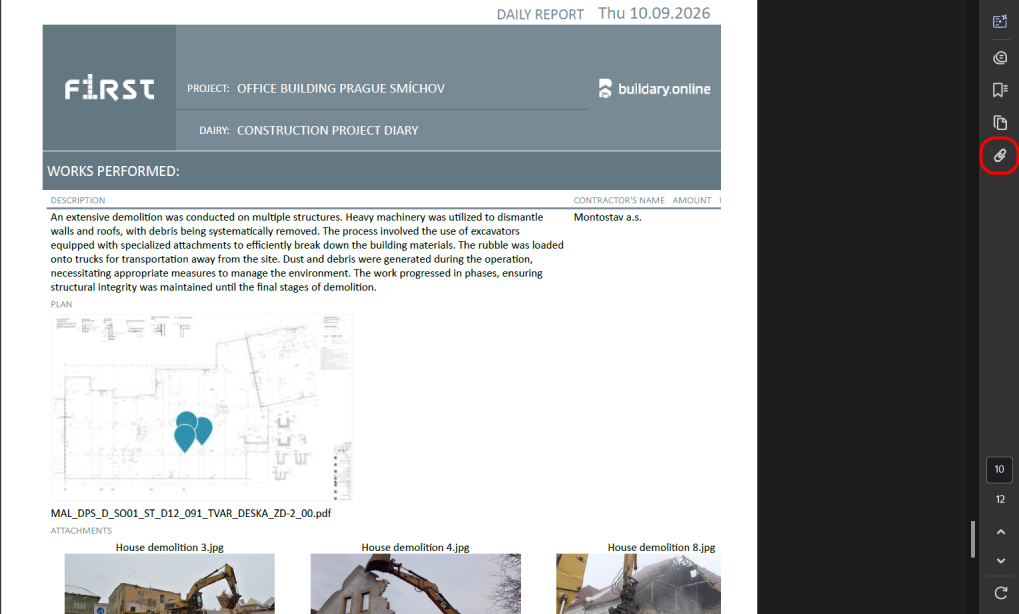 DAILY REPORT Thu 10.09.2026
FIRST
PROJECT: OFFICE BUILDING PRAGUE SMÍCHOV
buildary.online
DAIRY: CONSTRUCTION PROJECT DIARY
WORKS PERFORMED:
DESCRIPTION CONTRACTOR'S NAME AMOUNT
An extensive demolition was conducted on multiple structures. Heavy machinery was utilized to dismantle
Montostav a.s.
walls and roofs, with debris being systematically removed. The process involved the use of excavators
equipped with specialized attachments to efficiently break down the building materials. The rubble was loaded
onto trucks for transportation away from the site. Dust and debris were generated during the operation,
necessitating appropriate measures to manage the environment. The work progressed in phases, ensuring
structural integrity was maintained until the final stages of demolition.
PLAN
MAL_DPS_D_SO01_ST_D12_091_TVAR_DESKA_ZD-2_00.pdf
ATTACHMENTS
House demolition 3.jpg House demolition 4.jpg House demolition 8.jpg
10
12